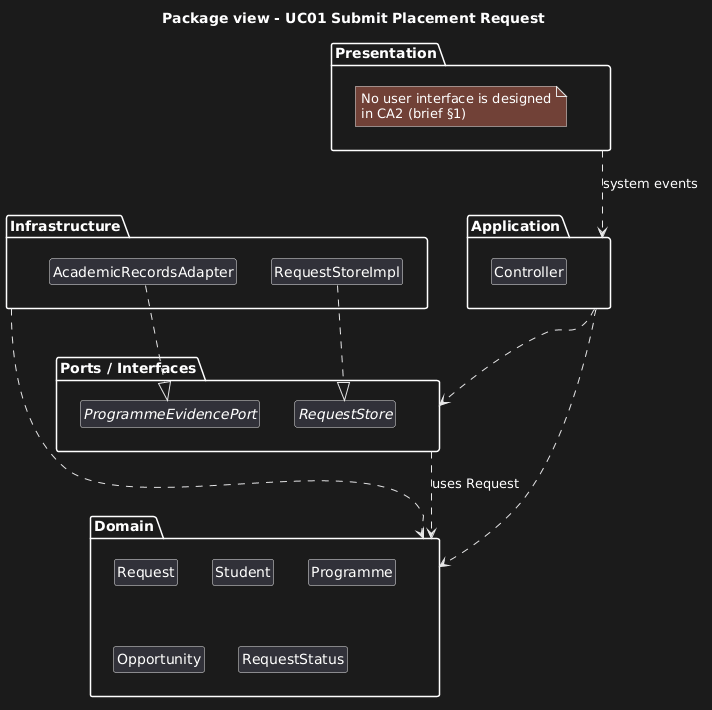 Package view - UC01 Submit Placement Request
Presentation
No user interface is designed
in CA2 (brief §1)
system events
Infrastructure
AcademicRecordsAdapter
RequestStoreImpl
Application
Controller
Ports / Interfaces
ProgrammeEvidencePort
RequestStore
uses Request
Domain
Request
Student
Programme
Opportunity
RequestStatus